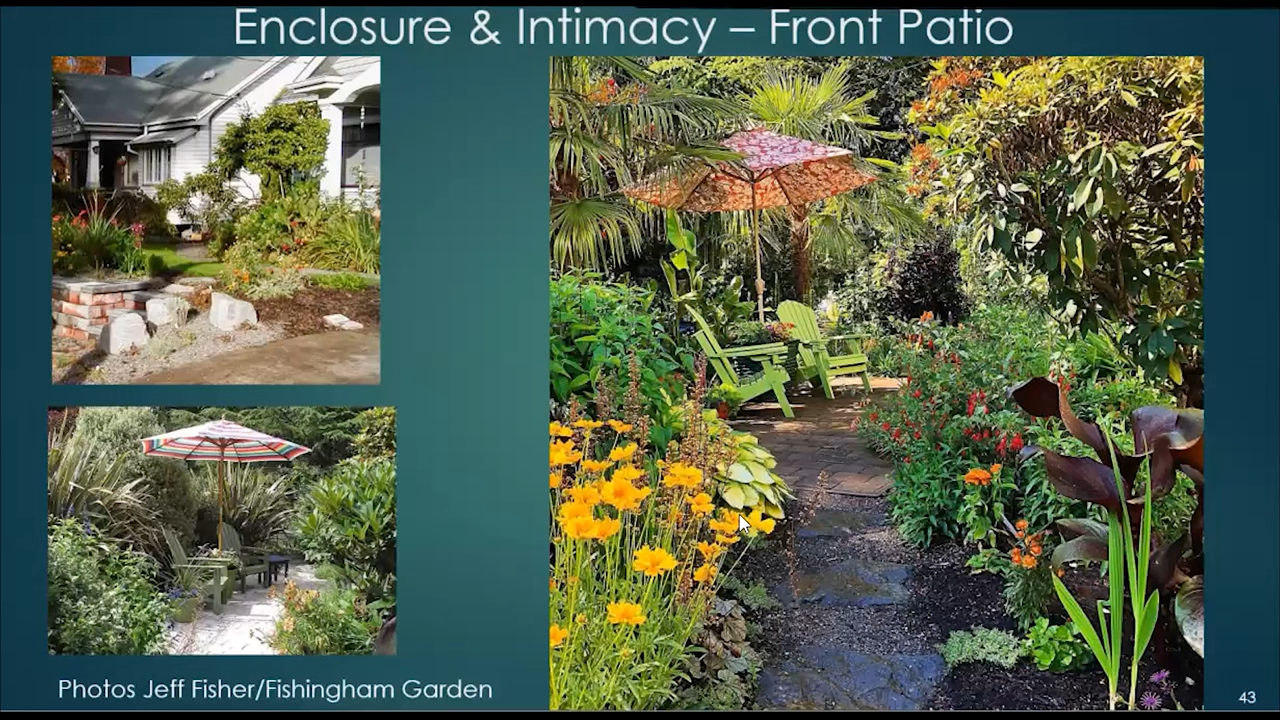 Enclosure & Intimacy – Front Patio
Photos Jeff Fisher/Fishingham Garden
43